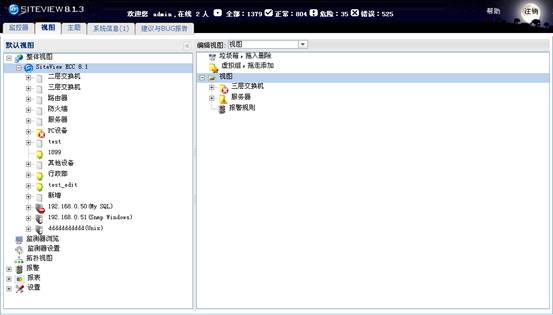 SITEVIEW 8.1.3
欢迎您 admin,在线 2 人 全部:1379 正常:804 危险:35 错误:525
帮助 注销
监控器 视图 主题 系统信息(1) 建议与BUG报告
默认视图
整体视图
SiteView ECC 8.1
二层交换机
三层交换机
路由器
防火墙
服务器
PC设备
test
1899
其他设备
行政部
test_edit
新增
192.168.0.50(My SQL)
192.168.0.51(Snmp Windows)
44444444444(Unix)
监测器浏览
监测器设置
拓扑视图
报警
报表
设置
编辑视图: 视图
垃圾箱,拖入删除
虚拟组,拖走添加
视图
三层交换机
服务器
报警规则